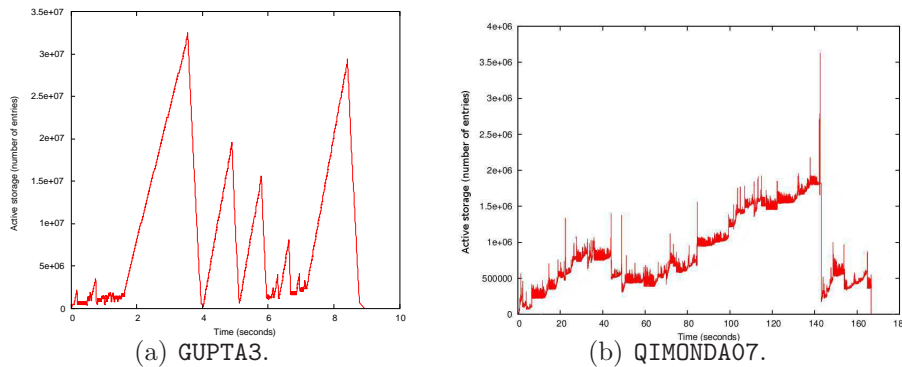 3.5e+07
3e+07
2.5e+07
2e+07
1.5e+07
1e+07
5e+06
0
0 2 4 6 8 10
Active storage (number of entries)
Time (seconds)
(a) GUPTA3.
4e+06
3.5e+06
3e+06
2.5e+06
2e+06
1.5e+06
1e+06
500000
0
0 20 40 60 80 100 120 140 160 180
Active storage (number of entries)
Time (seconds)
(b) QIMONDA07.